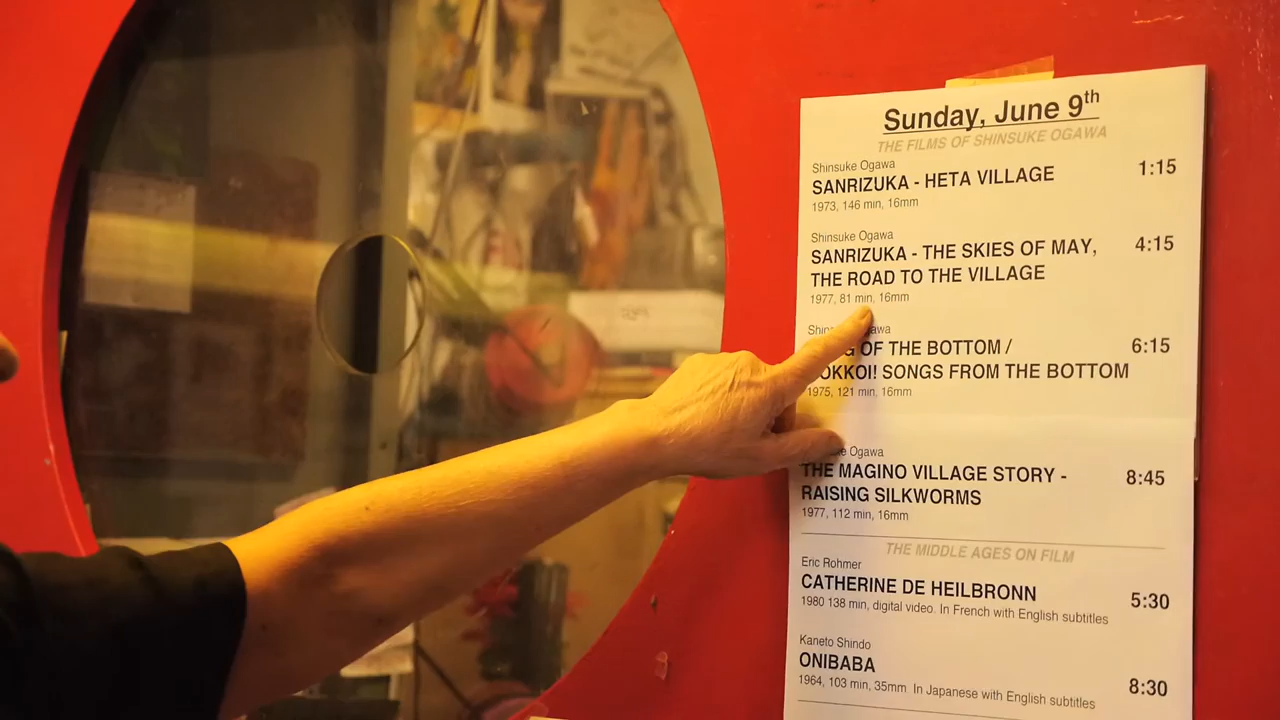 Sunday, June 9th
THE FILMS OF SHINSUKE OGAWA
Shinsuke Ogawa
SANRIZUKA - HETA VILLAGE 1:15
1973, 146 min, 16mm
Shinsuke Ogawa
SANRIZUKA - THE SKIES OF MAY, 4:15
THE ROAD TO THE VILLAGE
1977, 81 min, 16mm
OF THE BOTTOM / 6:15
SONGS FROM THE BOTTOM
1975, 121 min, 16mm
Ogawa
THE MAGINO VILLAGE STORY - 8:45
RAISING SILKWORMS
1977, 112 min, 16mm
THE MIDDLE AGES ON FILM
Eric Rohmer
CATHERINE DE HEILBRONN 5:30
1980 138 min, digital video. In French with English subtitles
Kaneto Shindo
ONIBABA 8:30
1964, 103 min, 35mm In Japanese with English subtitles